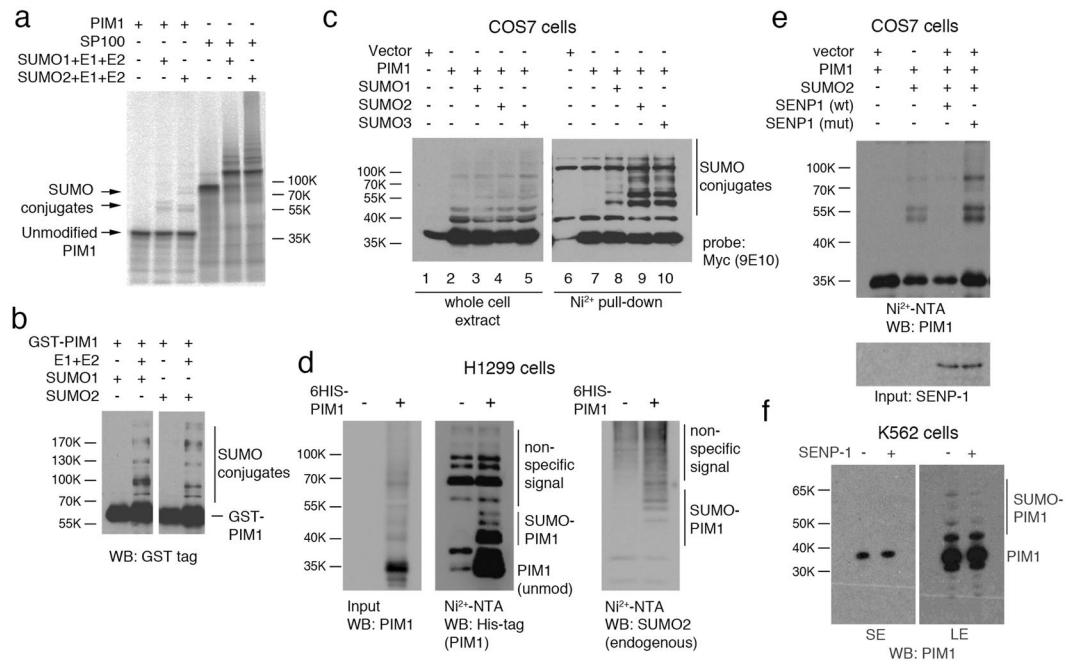 a
PIM1 + + + - - -
SP100 - - - + + +
SUMO1+E1+E2 - + - - + -
SUMO2+E1+E2 - - + - - +
SUMO
conjugates
Unmodified
PIM1
100K
70K
55K
35K
b
GST-PIM1 + + + +
E1+E2 - + - +
SUMO1 + + - -
SUMO2 - - + +
170K
130K
100K
70K
55K
SUMO
conjugates
GST-
PIM1
WB: GST tag
c
COS7 cells
Vector + - - - - + - - - -
PIM1 - + + + + - + + + +
SUMO1 - - + - - - - + - -
SUMO2 - - - + - - - - + -
SUMO3 - - - - + - - - - +
100K
70K
55K
40K
35K
SUMO
conjugates
probe:
Myc (9E10)
1 2 3 4 5 6 7 8 9 10
whole cell
extract
Ni2+ pull-down
d
H1299 cells
6HIS-
PIM1 - + - +
6HIS-
PIM1 - +
100K
70K
55K
40K
35K
non-
specific
signal
SUMO-
PIM1
PIM1
(unmod)
non-
specific
signal
SUMO-
PIM1
Input
WB: PIM1
Ni2+-NTA
WB: His-tag
(PIM1)
Ni2+-NTA
WB: SUMO2
(endogenous)
e
COS7 cells
vector + - + +
PIM1 + + + +
SUMO2 - + + +
SENP1 (wt) - - + -
SENP1 (mut) - - - +
100K
70K
55K
40K
35K
Ni2+-NTA
WB: PIM1
Input: SENP-1
f
K562 cells
SENP-1 - + - +
65K
50K
40K
30K
SUMO-
PIM1
PIM1
SE LE
WB: PIM1